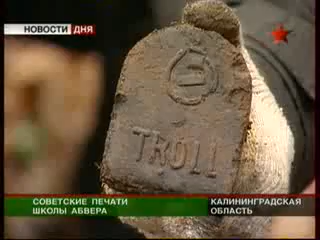 НОВОСТИ ДНЯ
TROLL
СОВЕТСКИЕ ПЕЧАТИ
ШКОЛЫ АБВЕРА
КАЛИНИНГРАДСКАЯ
ОБЛАСТЬ